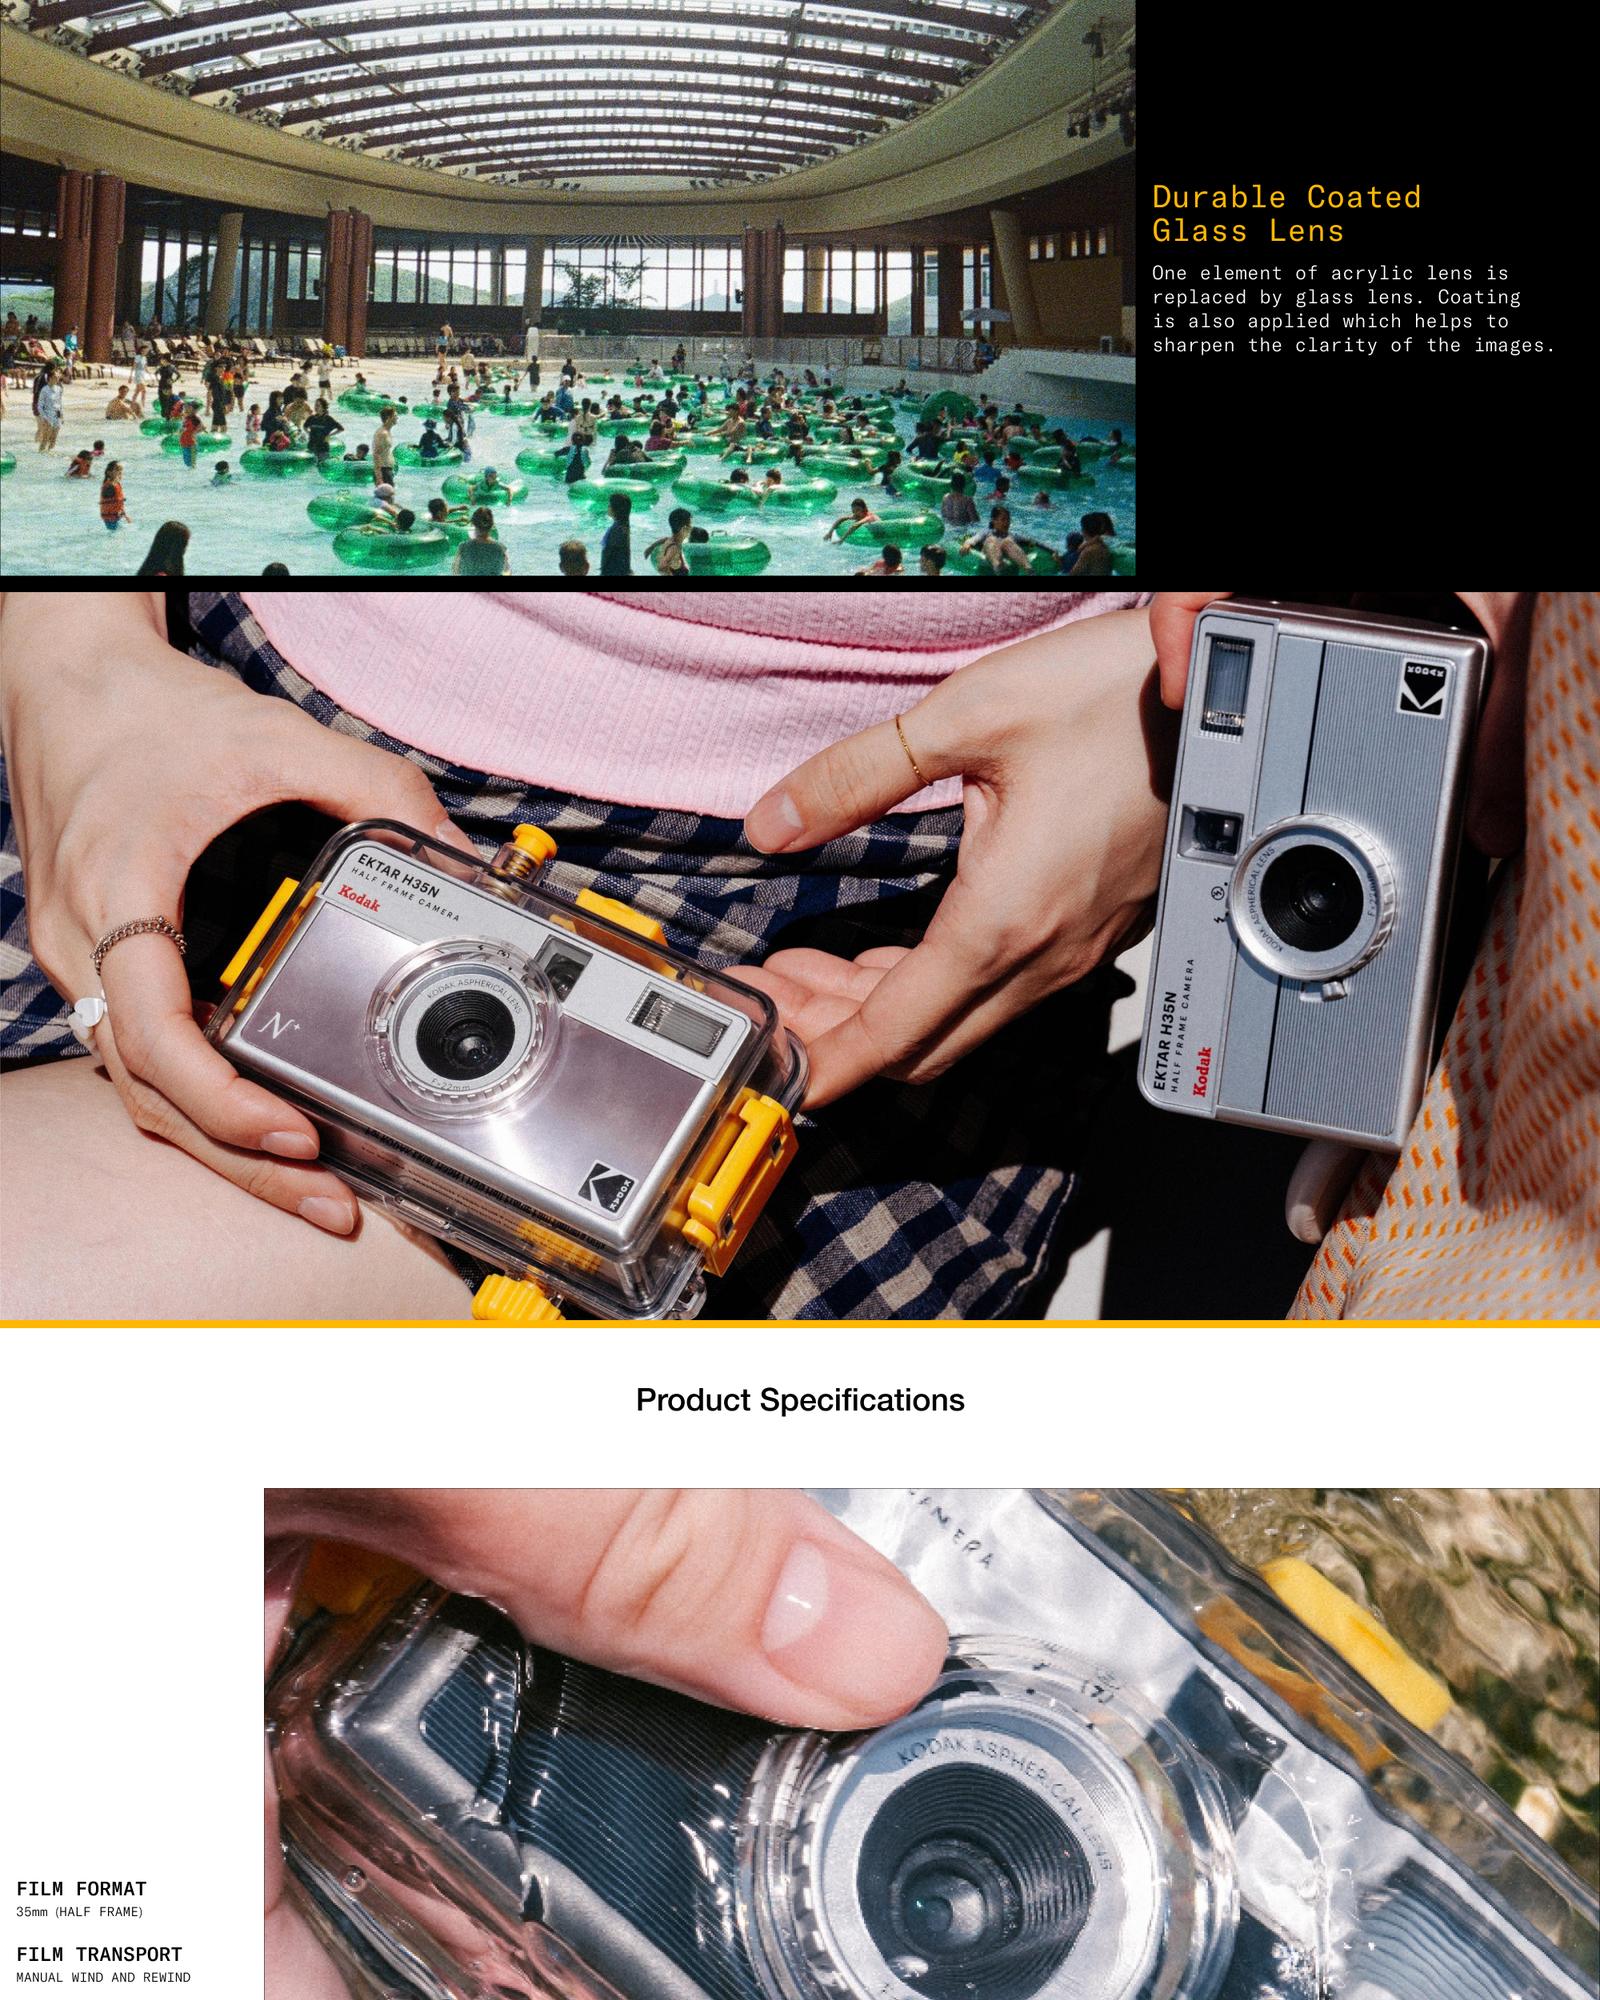 Durable Coated
Glass Lens
One element of acrylic lens is
replaced by glass lens. Coating
is also applied which helps to
sharpen the clarity of the images.
KODAK
EKTAR H35N
HALF FRAME CAMERA
Kodak
KODAK ASPHERICAL LENS
F=22mm
N+
KODAK
KODAK ASPHERICAL LENS
EKTAR H35N
HALF FRAME CAMERA
Kodak
Product Specifications
CAMERA
KODAK ASPHERICAL LENS
FILM FORMAT
35mm (HALF FRAME)
FILM TRANSPORT
MANUAL WIND AND REWIND